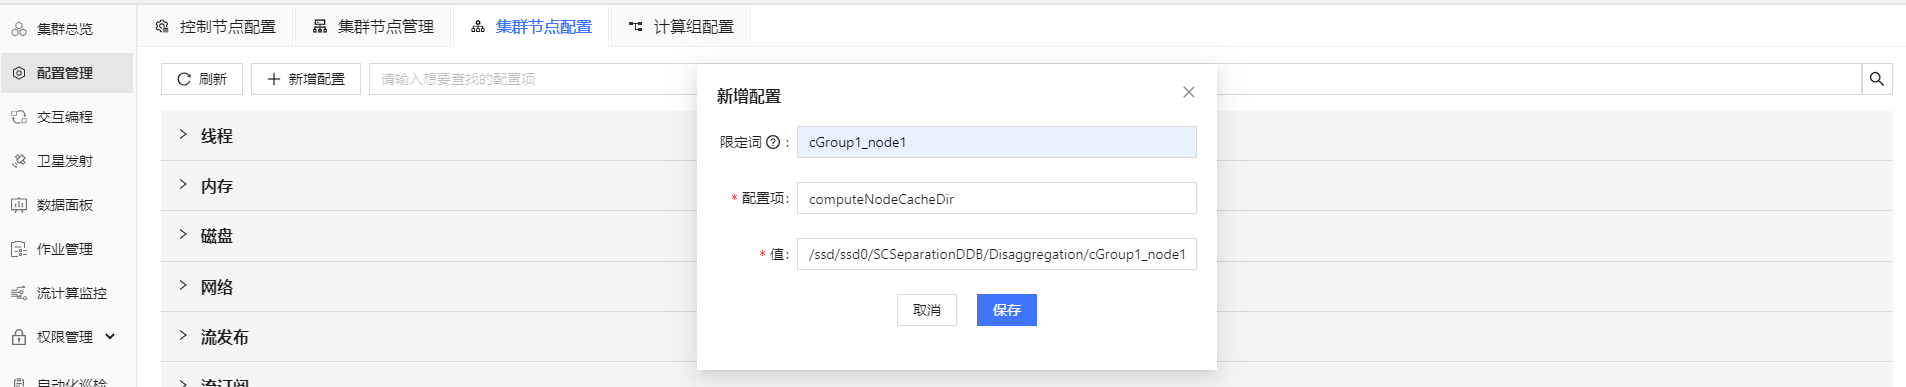 集群总览
配置管理
交互编程
卫星发射
数据面板
作业管理
流计算监控
权限管理
自动化巡检
控制节点配置
集群节点管理
集群节点配置
计算组配置
刷新
新增配置
请输入想要查找的配置项
线程
内存
磁盘
网络
流发布
流订阅
新增配置
限定词 :
cGroup1_node1
* 配置项:
computeNodeCacheDir
* 值:
/ssd/ssd0/SCSeparationDDB/Disaggregation/cGroup1_node1
取消
保存